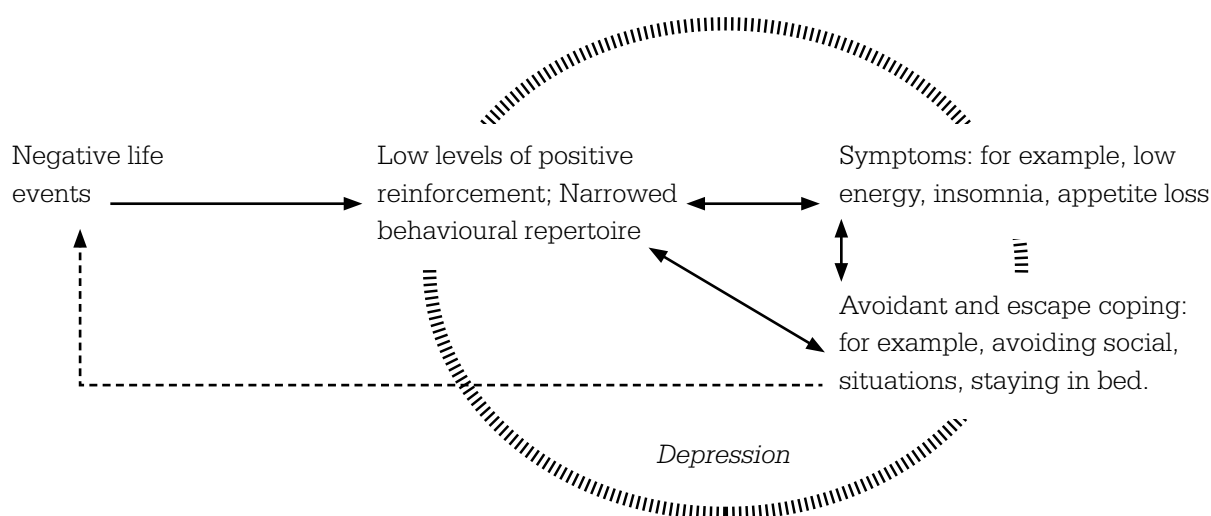 Negative life
events
Low levels of positive
reinforcement; Narrowed
behavioural repertoire
Symptoms: for example, low
energy, insomnia, appetite loss
Avoidant and escape coping:
for example, avoiding social,
situations, staying in bed.
Depression